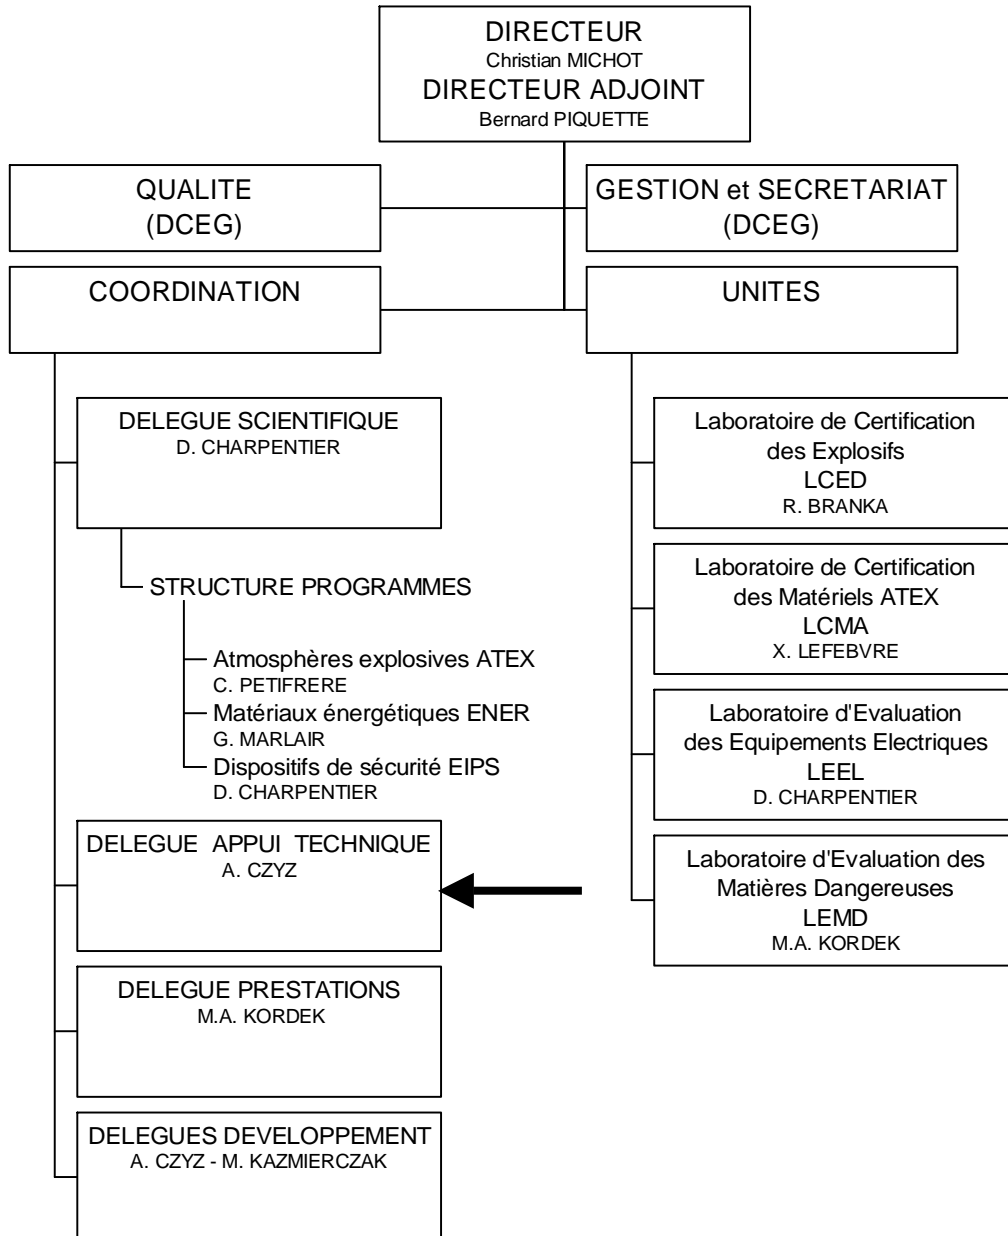 DIRECTEUR
Christian MICHOT
DIRECTEUR ADJOINT
Bernard PIQUETTE
QUALITE
(DCEG)
GESTION et SECRETARIAT
(DCEG)
COORDINATION
UNITES
DELEGUE SCIENTIFIQUE
D. CHARPENTIER
STRUCTURE PROGRAMMES
Atmosphères explosives ATEX
C. PETIFRERE
Matériaux énergétiques ENER
G. MARLAIR
Dispositifs de sécurité EIPS
D. CHARPENTIER
DELEGUE APPUI TECHNIQUE
A. CZYZ
DELEGUE PRESTATIONS
M.A. KORDEK
DELEGUES DEVELOPPEMENT
A. CZYZ - M. KAZMIERCZAK
Laboratoire de Certification
des Explosifs
LCED
R. BRANKA
Laboratoire de Certification
des Matériels ATEX
LCMA
X. LEFEBVRE
Laboratoire d'Evaluation
des Equipements Electriques
LEEL
D. CHARPENTIER
Laboratoire d'Evaluation des
Matières Dangereuses
LEMD
M.A. KORDEK